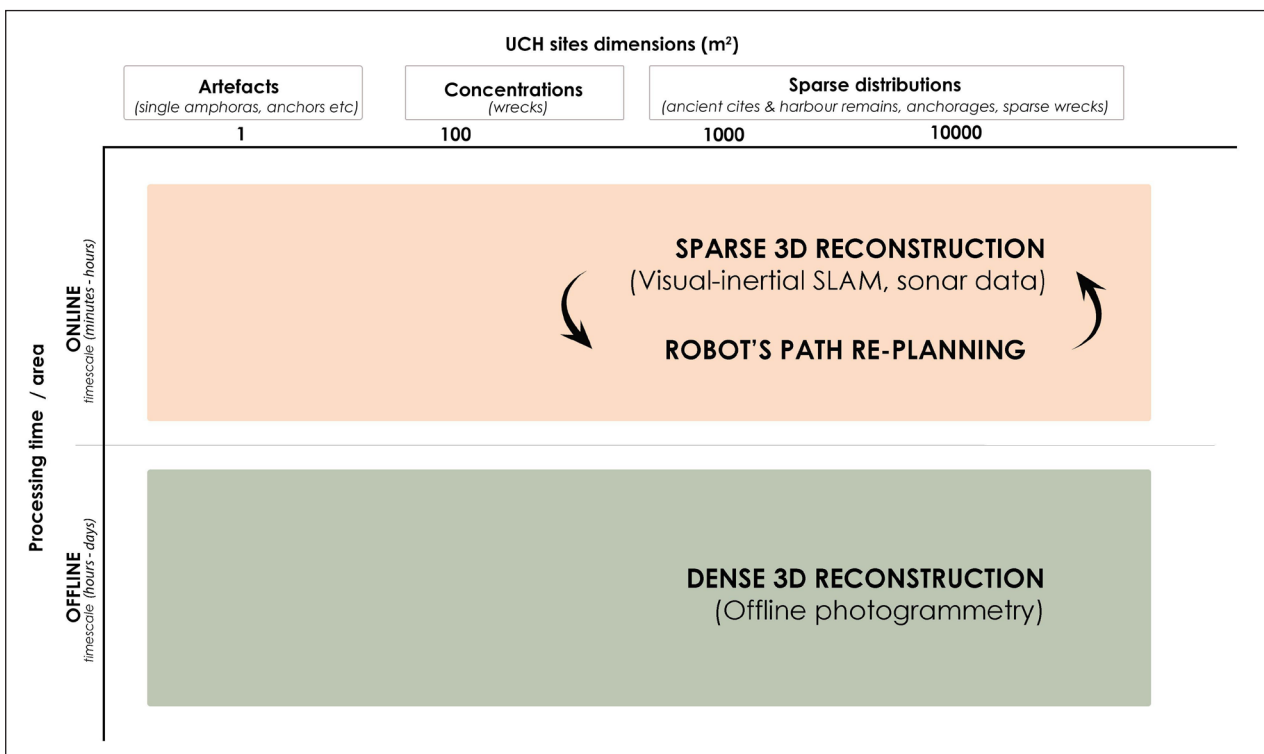 UCH sites dimensions (m²)
Artefacts
(single amphoras, anchors etc)
Concentrations
(wrecks)
Sparse distributions
(ancient cites & harbour remains, anchorages, sparse wrecks)
1
100
1000
10000
Processing time / area
ONLINE
timescale (minutes - hours)
SPARSE 3D RECONSTRUCTION
(Visual-inertial SLAM, sonar data)
ROBOT'S PATH RE-PLANNING
OFFLINE
timescale (hours - days)
DENSE 3D RECONSTRUCTION
(Offline photogrammetry)